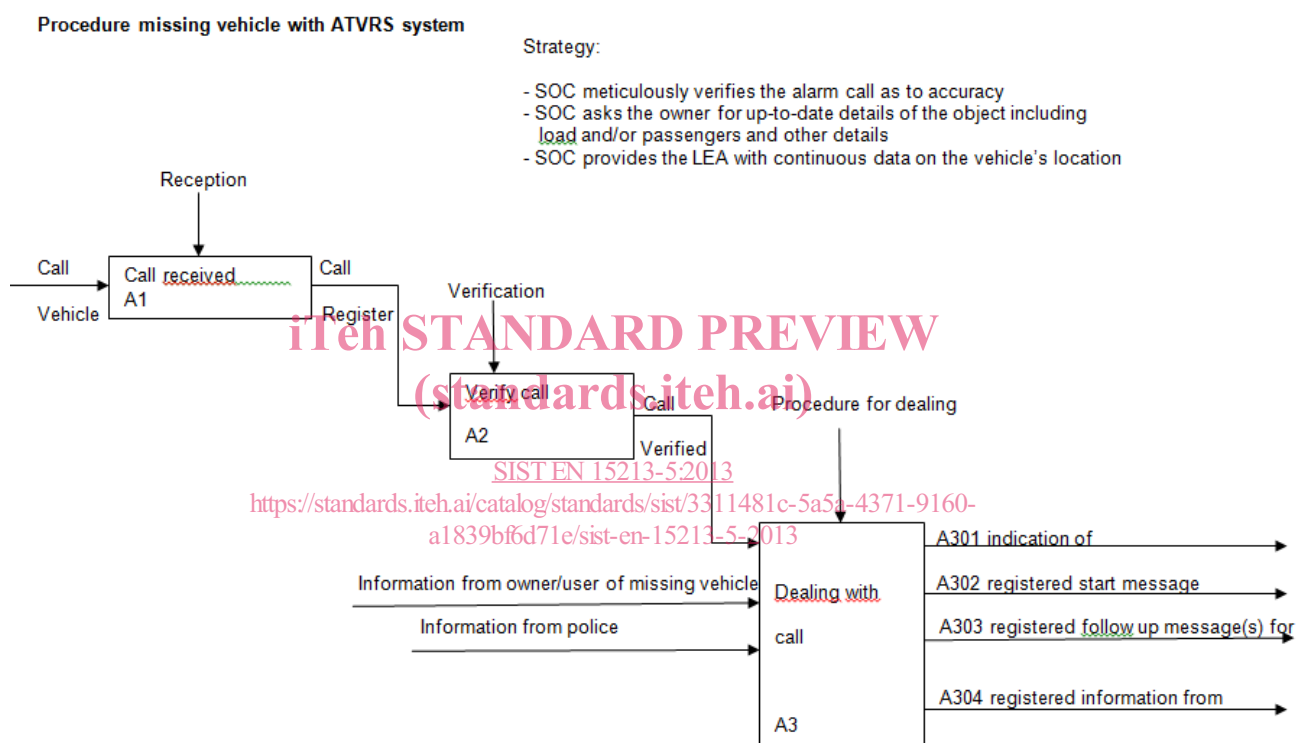 Procedure missing vehicle with ATVRS system
Strategy:
- SOC meticulously verifies the alarm call as to accuracy
- SOC asks the owner for up-to-date details of the object including
load and/or passengers and other details
- SOC provides the LEA with continuous data on the vehicle's location
Reception
Call
Vehicle
Call received
A1
Call
Register
Verification
iTeh STANDARD PREVIEW
(standards.iteh.ai)
Verify call
A2
Call
Verified
Procedure for dealing
SIST EN 15213-5:2013
https://standards.iteh.ai/catalog/standards/sist/3311481c-5a5a-4371-9160-
a1839bf6d71e/sist-en-15213-5-2013
Information from owner/user of missing vehicle
Information from police
Dealing with
call
A3
A301 indication of
A302 registered start message
A303 registered follow up message(s) for
A304 registered information from